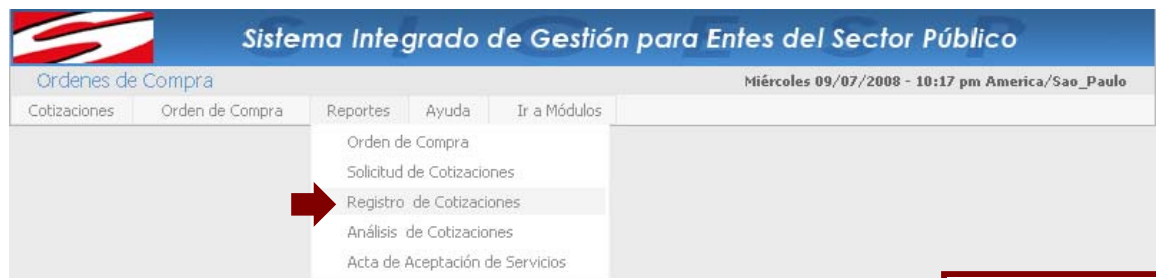 Sistema Integrado de Gestión para Entes del Sector Público
Ordenes de Compra Miércoles 09/07/2008 - 10:17 pm America/Sao_Paulo
Cotizaciones Orden de Compra Reportes Ayuda Ir a Módulos
Orden de Compra
Solicitud de Cotizaciones
Registro de Cotizaciones
Análisis de Cotizaciones
Acta de Aceptación de Servicios